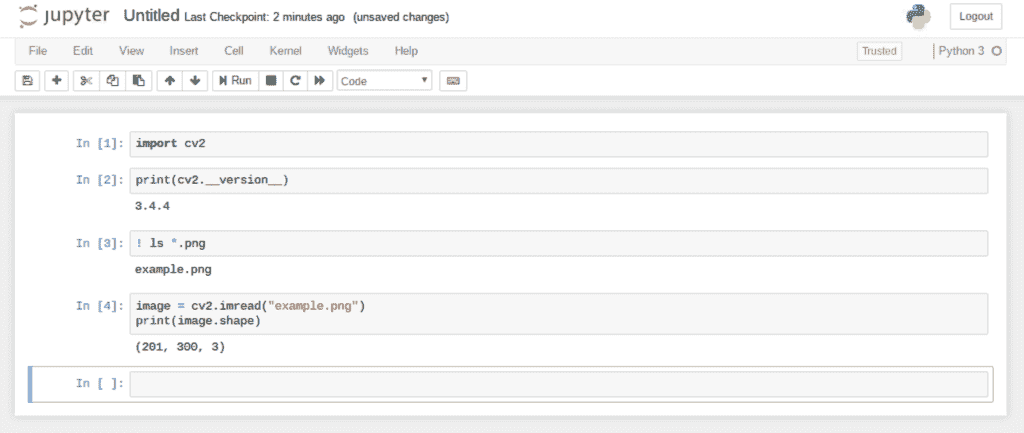 jupyter Untitled Last Checkpoint: 2 minutes ago (unsaved changes) Logout
File Edit View Insert Cell Kernel Widgets Help Trusted Python 3
Run Code
In [1]: import cv2
In [2]: print(cv2.__version__)
3.4.4
In [3]: ! ls *.png
example.png
In [4]: image = cv2.imread("example.png")
print(image.shape)
(201, 300, 3)
In [ ]: